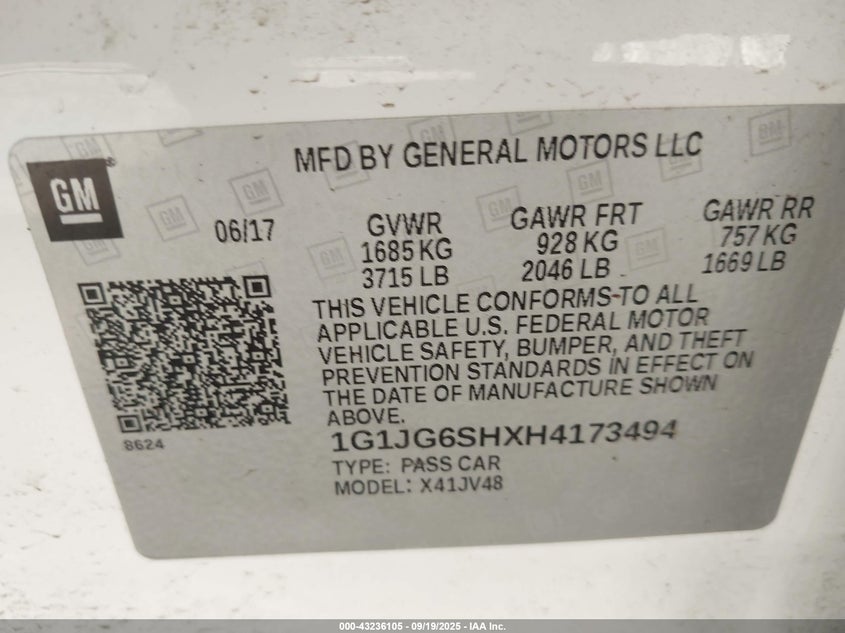 MFD BY GENERAL MOTORS LLC
GM
06/17
GVWR GAWR FRT GAWR RR
1685 KG 928 KG 757 KG
3715 LB 2046 LB 1669 LB
THIS VEHICLE CONFORMS TO ALL
APPLICABLE U.S. FEDERAL MOTOR
VEHICLE SAFETY, BUMPER, AND THEFT
PREVENTION STANDARDS IN EFFECT ON
THE DATE OF MANUFACTURE SHOWN
ABOVE.
8624
1G1JG6SHXH4173494
TYPE: PASS CAR
MODEL: X41JV48
000-43236105 - 09/19/2025 - IAA Inc.